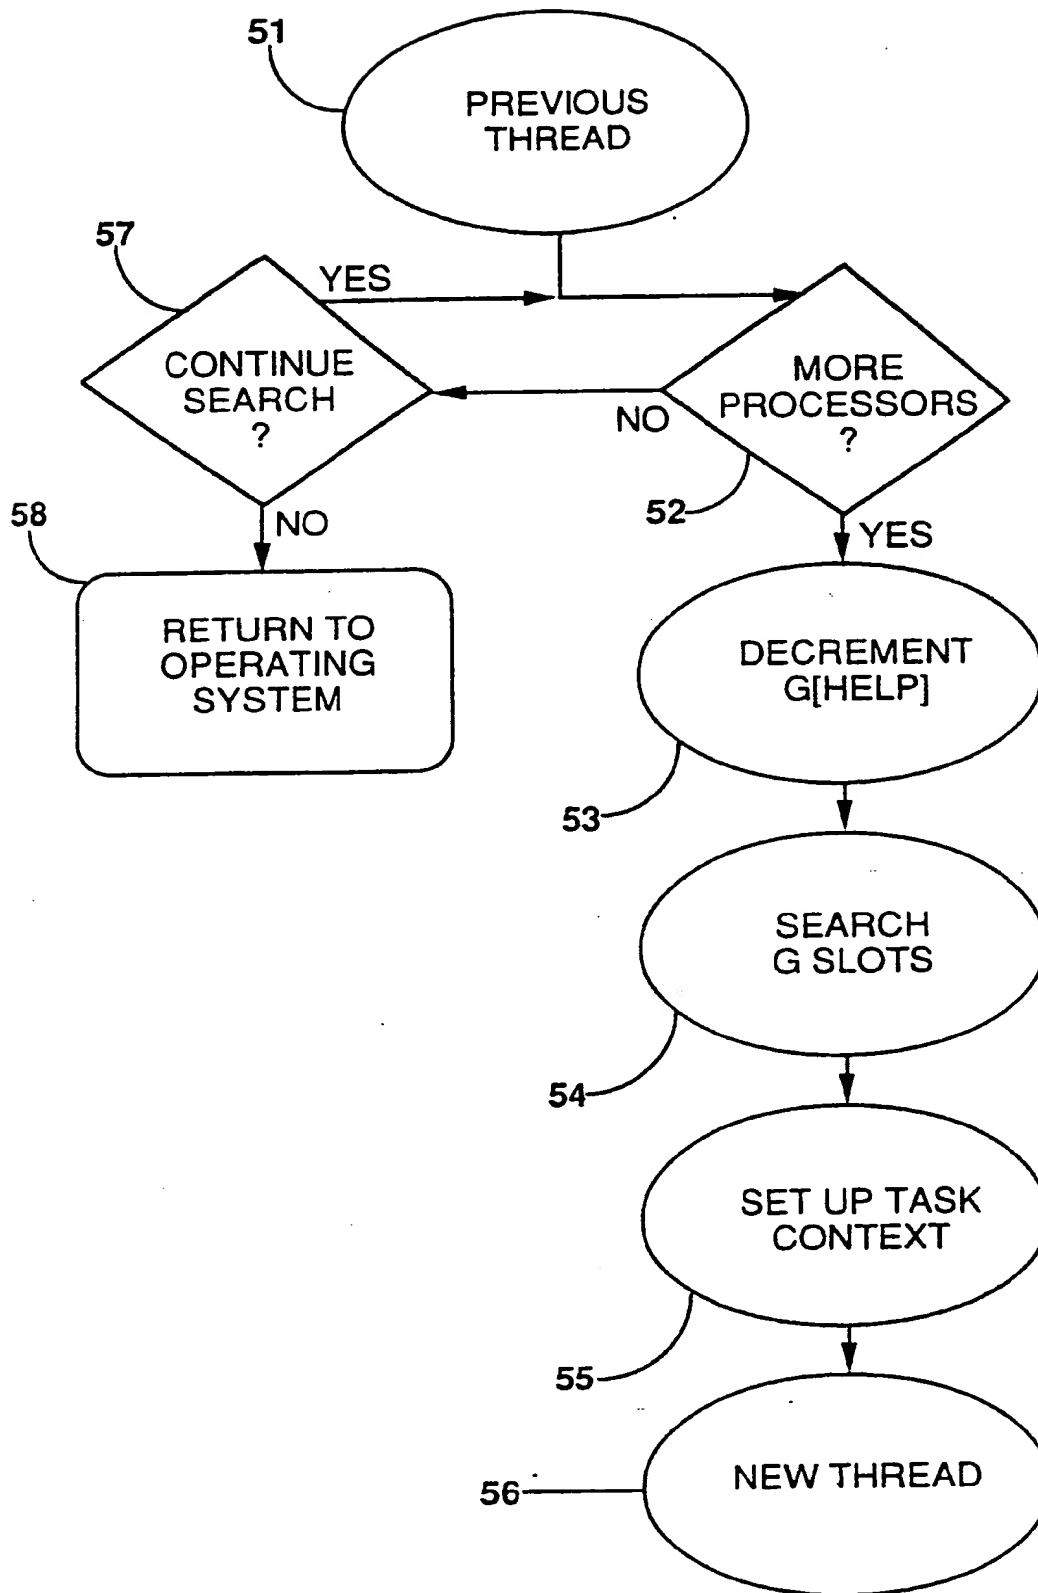 51
PREVIOUS
THREAD
57
YES
CONTINUE
SEARCH
?
MORE
PROCESSORS
?
NO
52
58
NO
YES
RETURN TO
OPERATING
SYSTEM
DECREMENT
G[HELP]
53
SEARCH
G SLOTS
54
SET UP TASK
CONTEXT
55
NEW THREAD
56